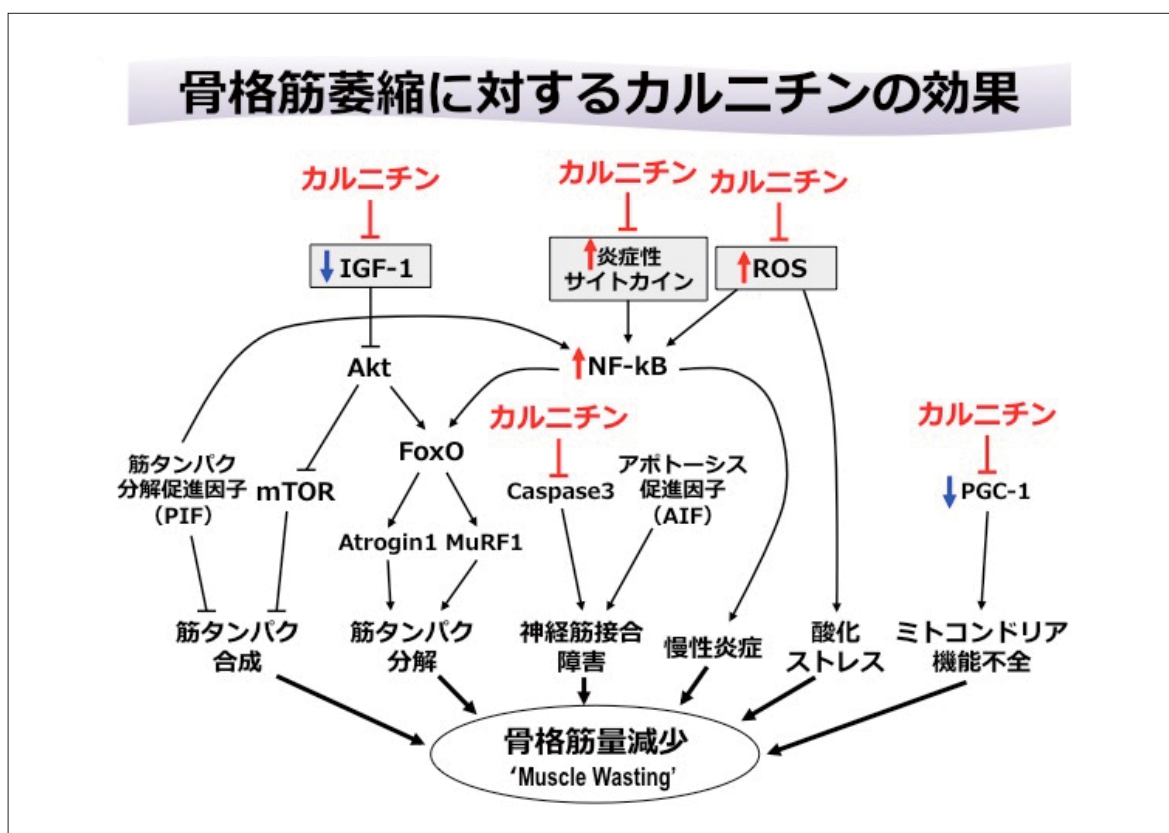 骨格筋萎縮に対するカルニチンの効果
カルニチン
カルニチン
カルニチン
IGF-1
炎症性
サイトカイン
ROS
Akt
NF-kB
カルニチン
カルニチン
FoxO
筋タンパク
分解促進因子
（PIF）
mTOR
Caspase3
アポトーシス
促進因子
（AIF）
PGC-1
Atrogin1
MuRF1
筋タンパク
合成
筋タンパク
分解
神経筋接合
障害
慢性炎症
酸化
ストレス
ミトコンドリア
機能不全
骨格筋量減少
‘Muscle Wasting’